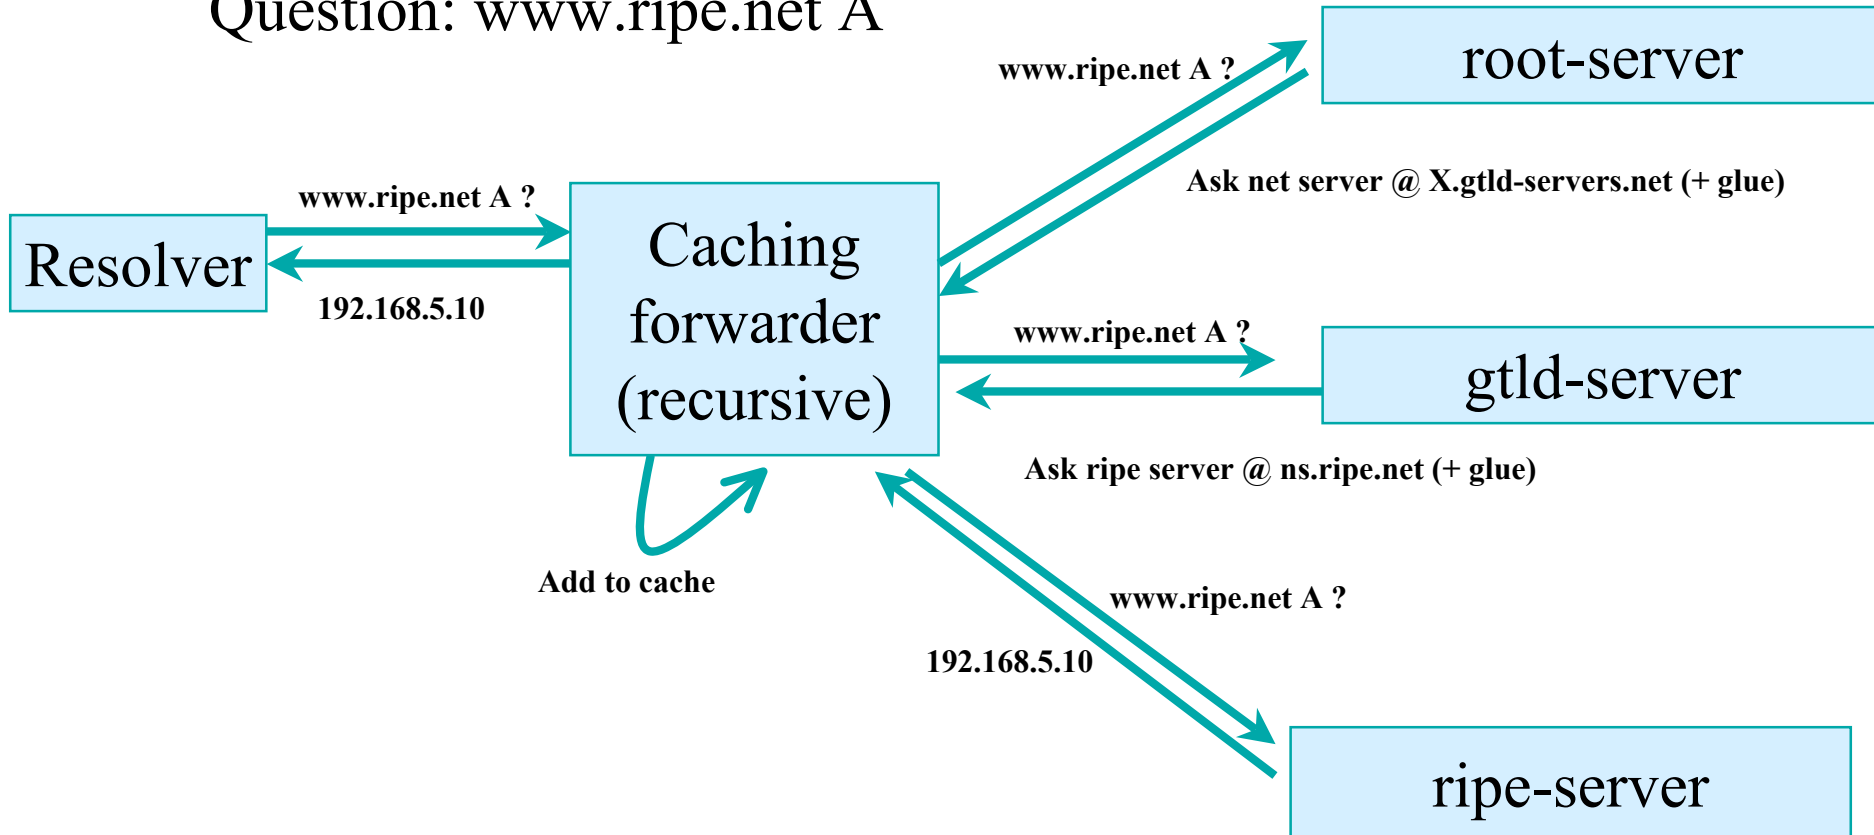 Question: www.ripe.net A
www.ripe.net A ?
root-server
Ask net server @ X.gtld-servers.net (+ glue)
www.ripe.net A ?
Resolver
192.168.5.10
Caching
forwarder
(recursive)
www.ripe.net A ?
gtld-server
Ask ripe server @ ns.ripe.net (+ glue)
Add to cache
www.ripe.net A ?
192.168.5.10
ripe-server